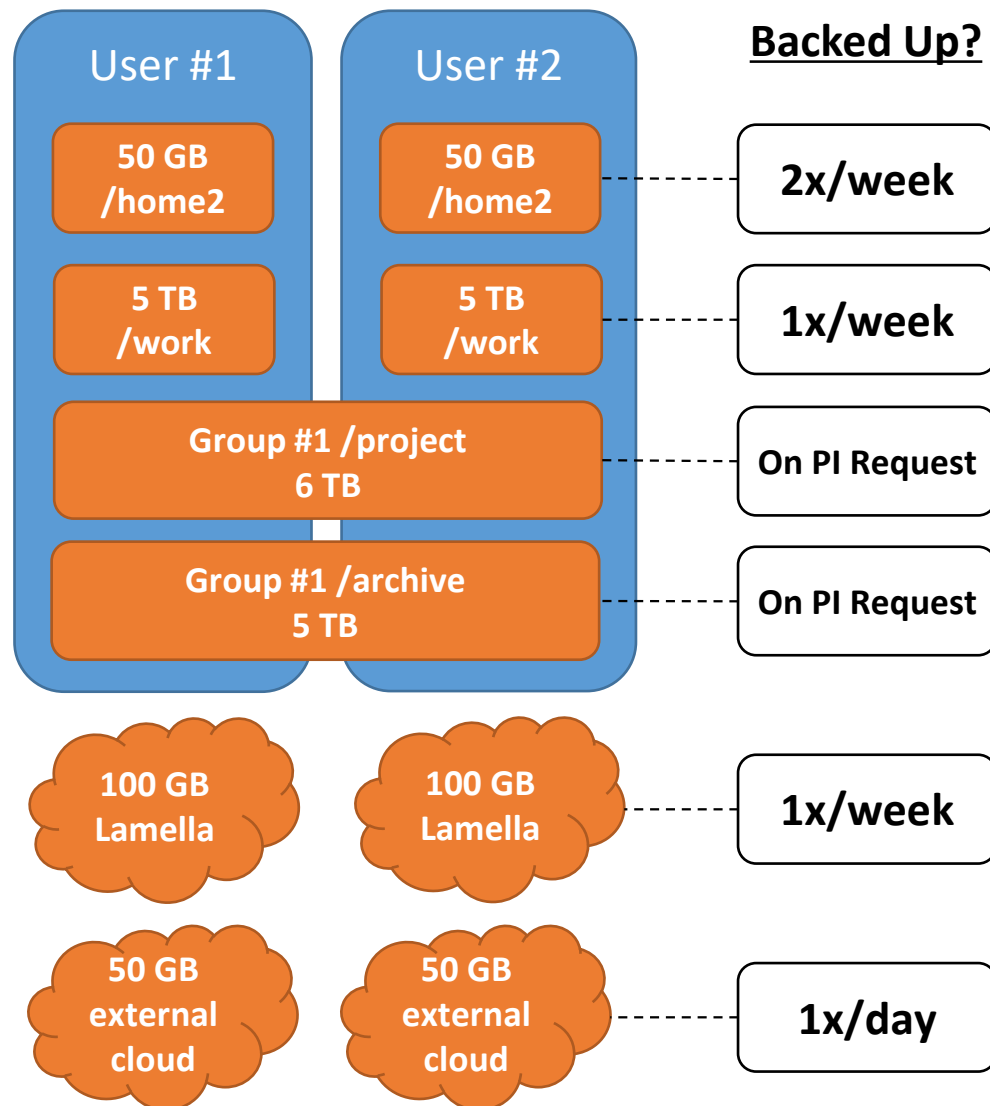 User #1
User #2
Backed Up?
50 GB
/home2
50 GB
/home2
2x/week
5 TB
/work
5 TB
/work
1x/week
Group #1 /project
6 TB
On PI Request
Group #1 /archive
5 TB
On PI Request
100 GB
Lamella
100 GB
Lamella
1x/week
50 GB
external
cloud
50 GB
external
cloud
1x/day